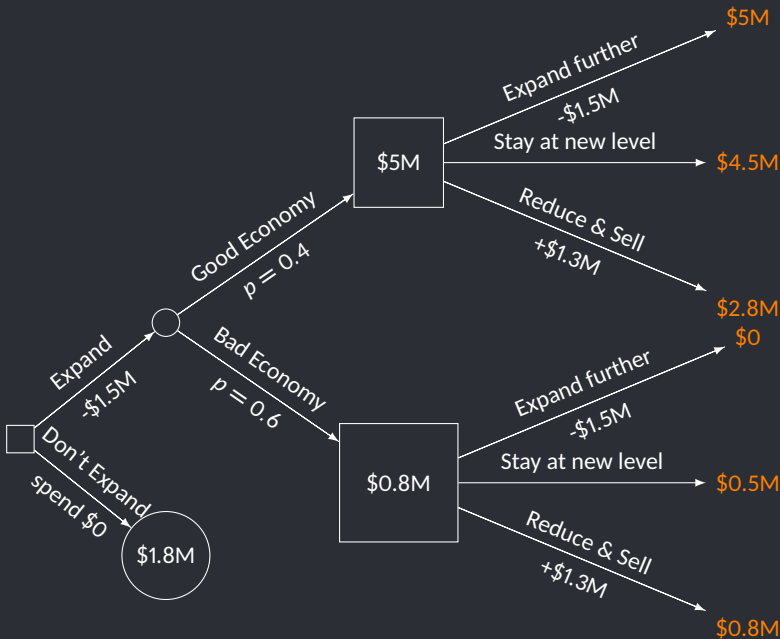 $5M
Expand further
-$1.5M
Stay at new level
$5M
$4.5M
Reduce & Sell
+$1.3M
$2.8M
Good Economy
p = 0.4
Expand
-$1.5M
Bad Economy
p = 0.6
$0
Expand further
-$1.5M
Stay at new level
$0.8M
$0.5M
Reduce & Sell
+$1.3M
$0.8M
Don't Expand
spend $0
$1.8M